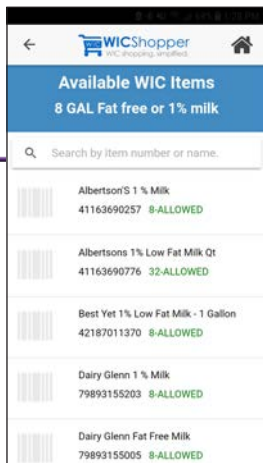 WICShopper
WIC shopping, simplified.
Available WIC Items
8 GAL Fat free or 1% milk
Search by item number or name.
Albertson'S 1 % Milk
41163690257 8-ALLOWED
Albertsons 1% Low Fat Milk Qt
41163690776 32-ALLOWED
Best Yet 1% Low Fat Milk - 1 Gallon
42187011370 8-ALLOWED
Dairy Glenn 1 % Milk
79893155203 8-ALLOWED
Dairy Glenn Fat Free Milk
79893155005 8-ALLOWED